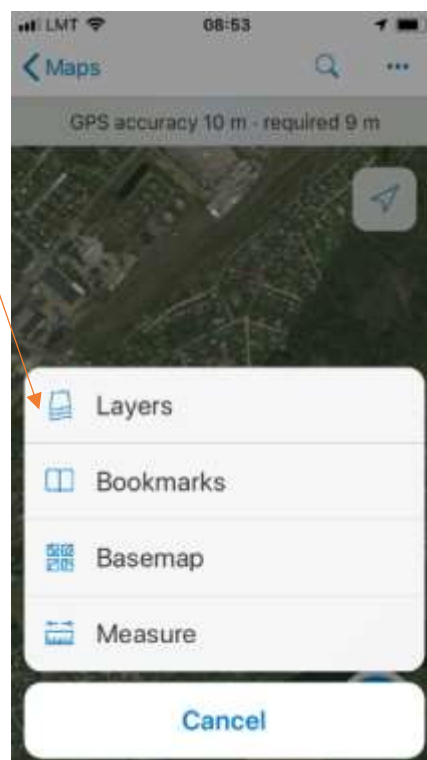 LMT 08:53
Maps
GPS accuracy 10 m - required 9 m
Layers
Bookmarks
Basemap
Measure
Cancel